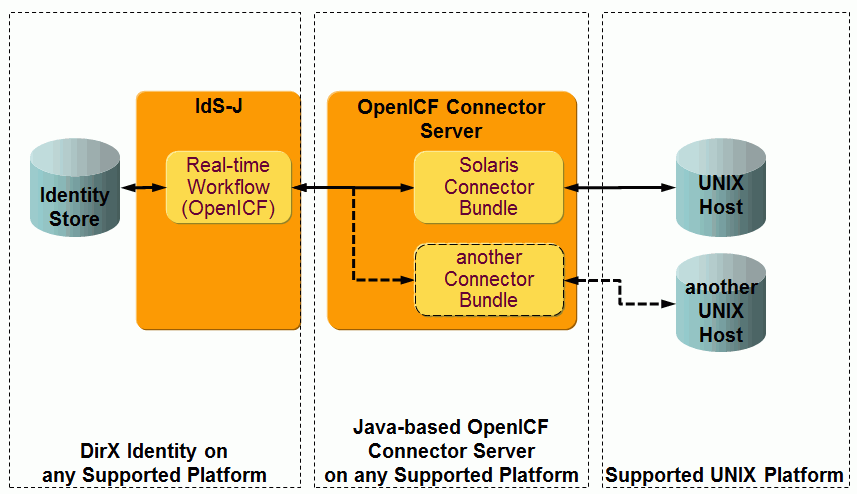 IdS-J
Real-time
Workflow
(OpenICF)
Identity
Store
DirX Identity on
any Supported Platform
OpenICF Connector
Server
Solaris
Connector
Bundle
another
Connector
Bundle
Java-based OpenICF
Connector Server
on any Supported Platform
UNIX
Host
another
UNIX
Host
Supported UNIX Platform